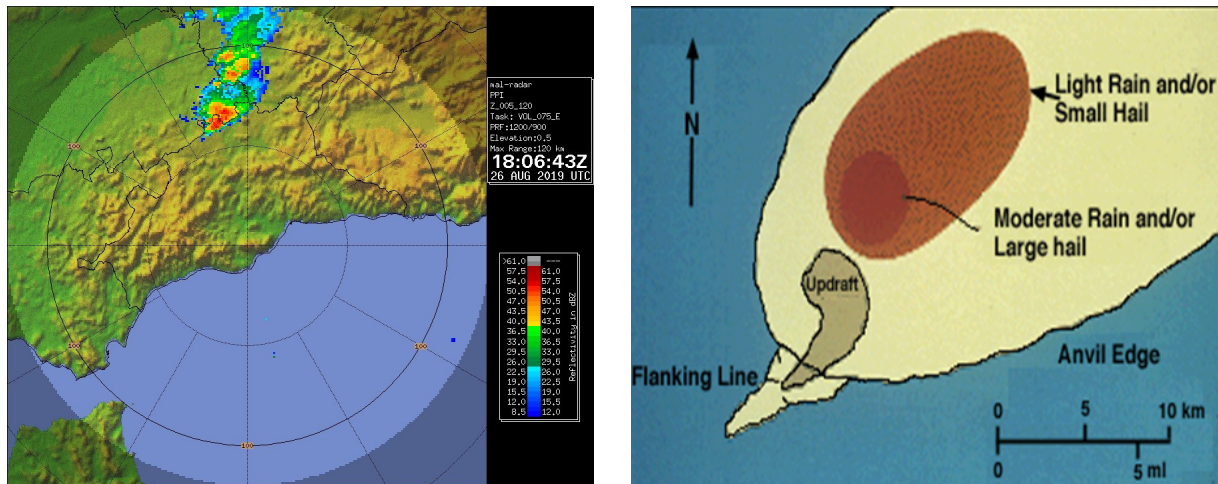 100
100
100
100
100
mal-radar
PPI
Z_005_120
Task: VOL_075_E
PRF:1200/900
Elevation:0.5
Max Range:120 km
18:06:43Z
26 AUG 2019 UTC
>61.0 ---
57.5 61.0
54.0 57.5
50.5 54.0
47.0 50.5
43.5 47.0
40.0 43.5
36.5 40.0
33.0 36.5
29.5 33.0
26.0 29.5
22.5 26.0
19.0 22.5
15.5 19.0
12.0 15.5
8.5 12.0
Reflectivity in dBZ
N
Light Rain and/or
Small Hail
Moderate Rain and/or
Large hail
Updraft
Flanking Line
Anvil Edge
0 5 10 km
0 5 ml